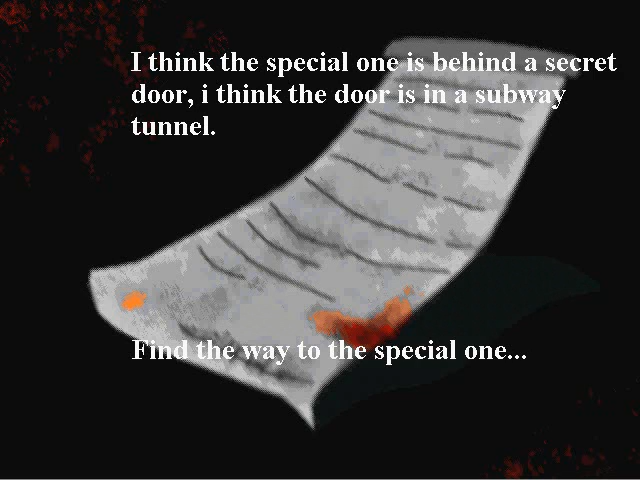 I think the special one is behind a secret
door, i think the door is in a subway
tunnel.
Find the way to the special one...